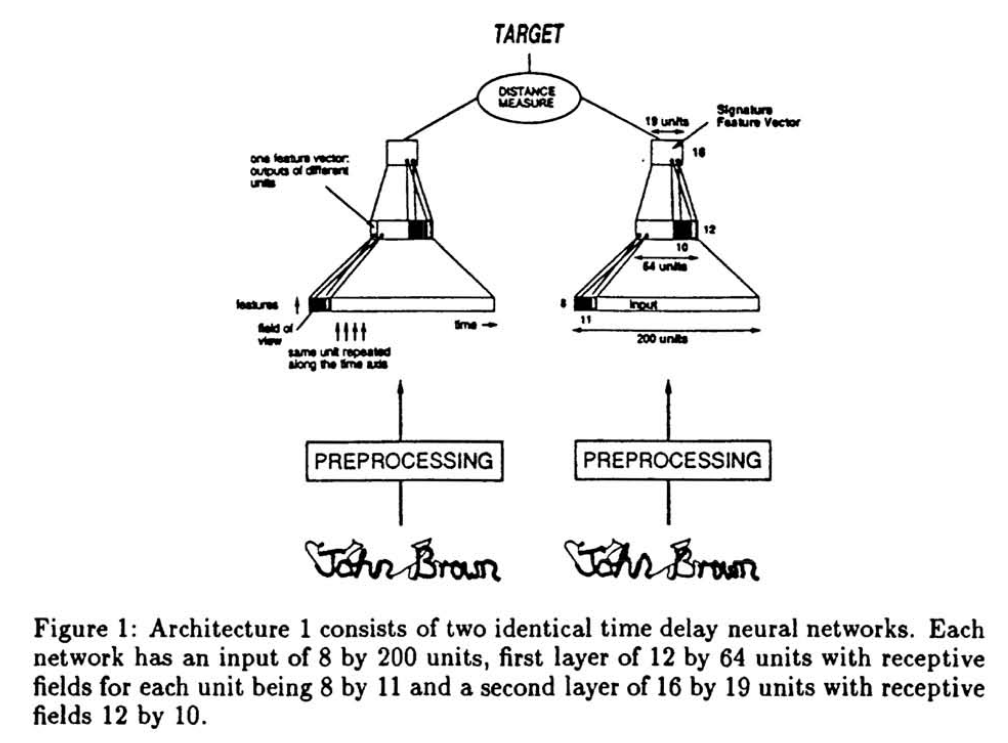 TARGET
DISTANCE
MEASURE
19 units
Signature
Feature Vector
16
one feature vector:
outputs of different
units
12
10
64 units
features
8
input
11
time
field of
view
200 units
same unit repeated
along the time axis
PREPROCESSING
PREPROCESSING
John Brown
John Brown
Figure 1: Architecture 1 consists of two identical time delay neural networks. Each
network has an input of 8 by 200 units, first layer of 12 by 64 units with receptive
fields for each unit being 8 by 11 and a second layer of 16 by 19 units with receptive
fields 12 by 10.